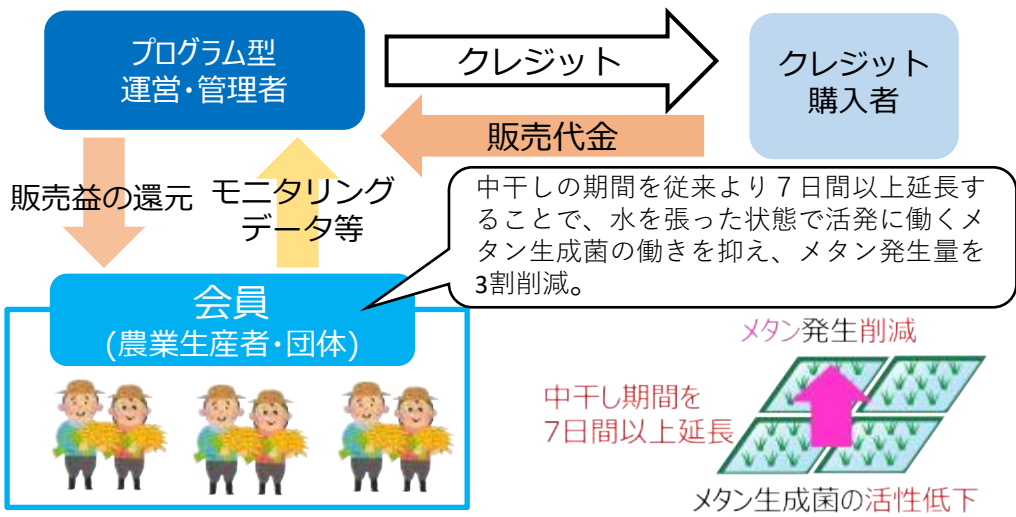 プログラム型
運営・管理者
クレジット
クレジット
購入者
販売代金
販売益の還元
モニタリング
データ等
中干しの期間を従来より７日間以上延長す
ることで、水を張った状態で活発に働くメ
タン生成菌の働きを抑え、メタン発生量を
3割削減。
会員
(農業生産者・団体)
メタン発生削減
中干し期間を
7日間以上延長
メタン生成菌の活性低下